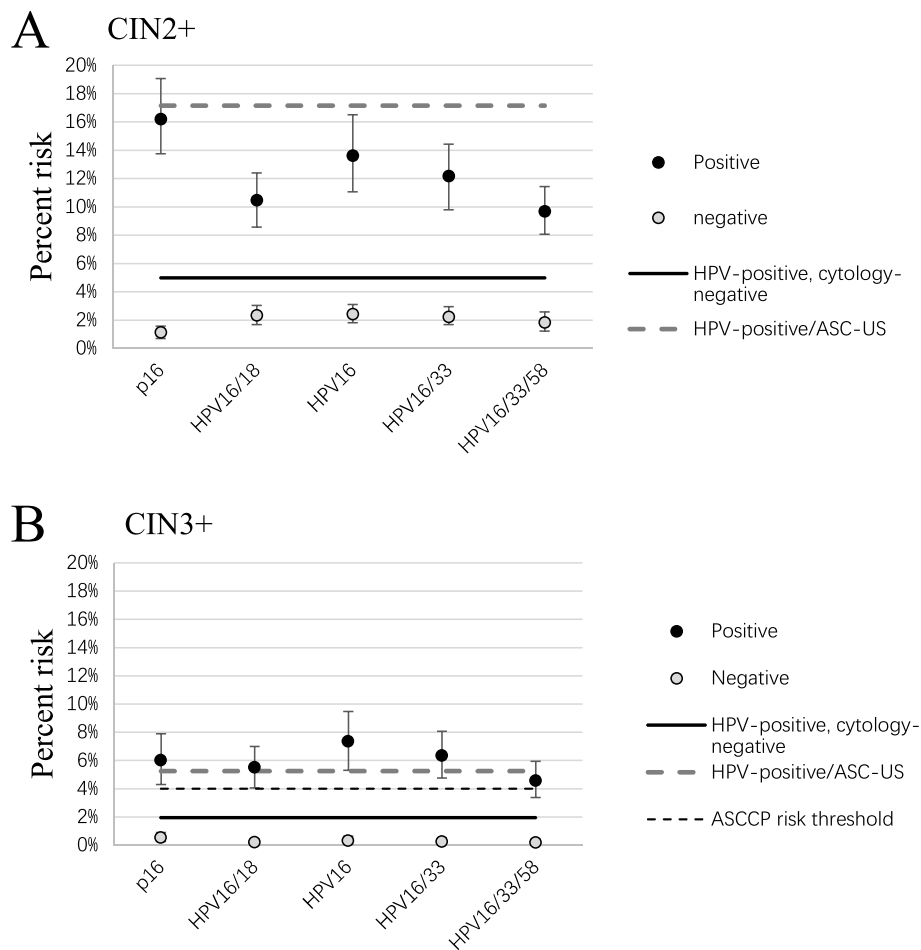 A
CIN2+
Percent risk
20%
18%
16%
14%
12%
10%
8%
6%
4%
2%
0%
p16
HPV16/18
HPV16
HPV16/33
HPV16/33/58
Positive
negative
HPV-positive, cytology-
negative
HPV-positive/ASC-US
B
CIN3+
Percent risk
20%
18%
16%
14%
12%
10%
8%
6%
4%
2%
0%
p16
HPV16/18
HPV16
HPV16/33
HPV16/33/58
Positive
Negative
HPV-positive, cytology-
negative
HPV-positive/ASC-US
ASCCP risk threshold